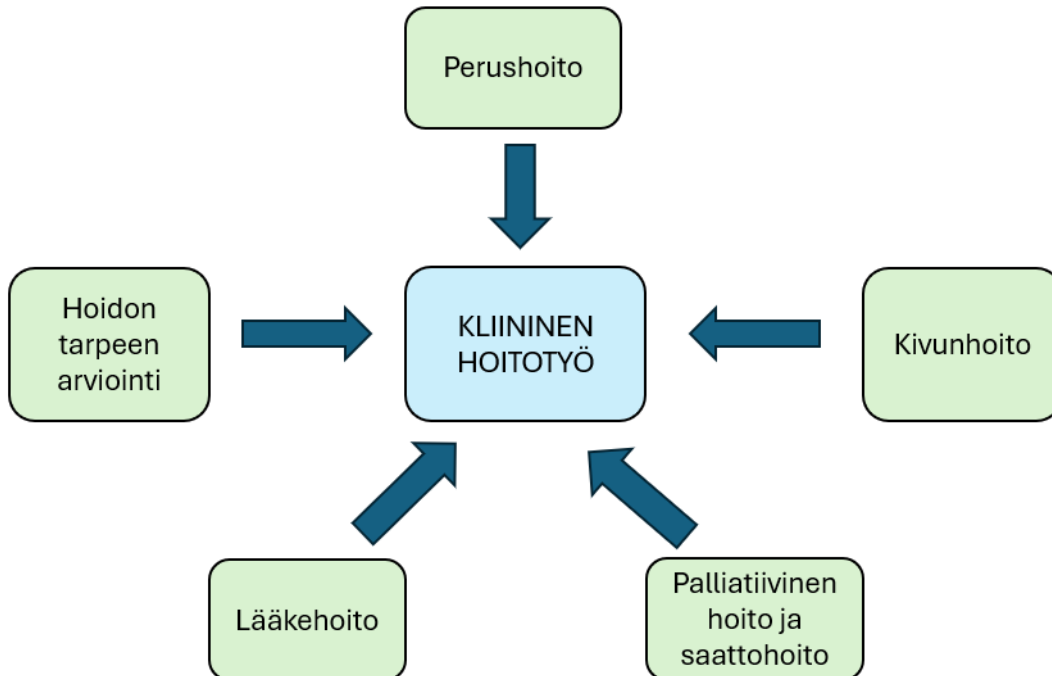 Perushoito
Hoidon
tarpeen
arviointi
KLIININEN
HOITOTYÖ
Kivunhoito
Lääkehoito
Palliatiivinen
hoito ja
saattohoito